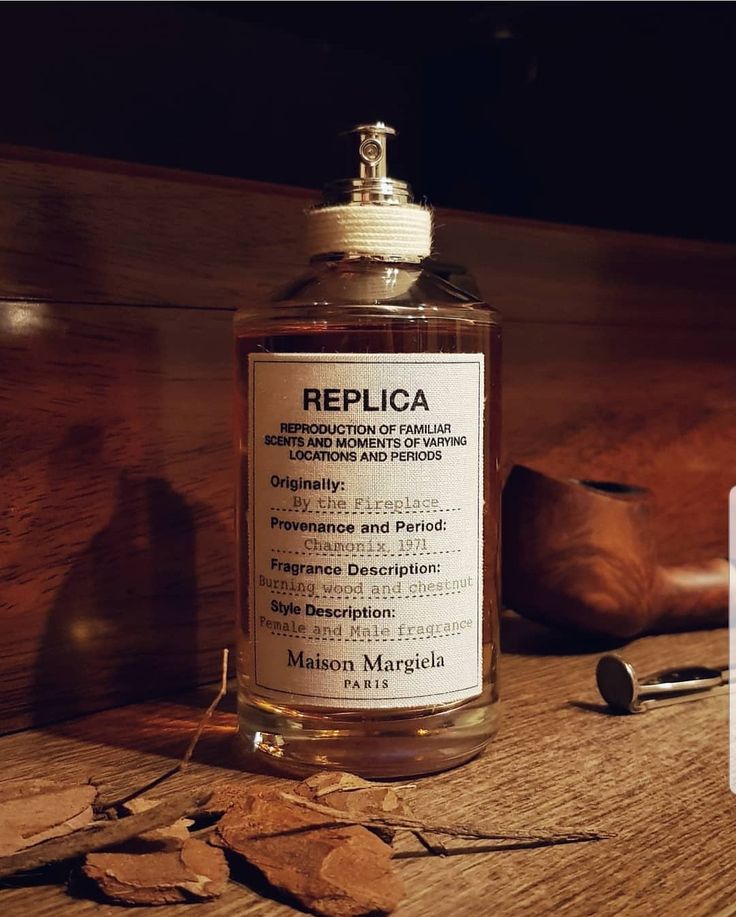 REPLICA
REPRODUCTION OF FAMILIAR
SCENTS AND MOMENTS OF VARYING
LOCATIONS AND PERIODS
Originally:
By the Fireplace
Provenance and Period:
Chamonix, 1971
Fragrance Description:
Burning wood and chestnut
Style Description:
Female and Male fragrance
Maison Margiela
PARIS